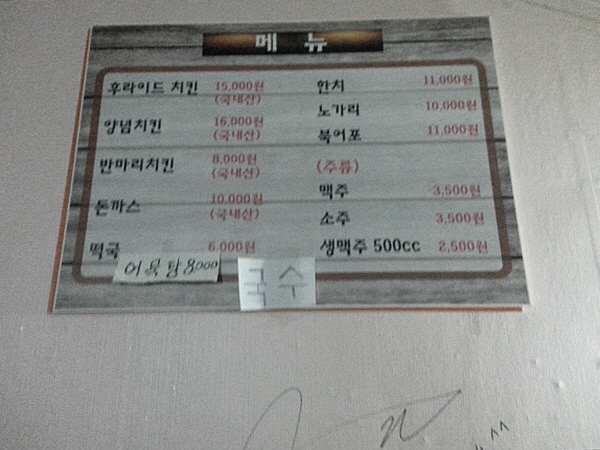 메 뉴
후라이드 치킨 15,000원
(국내산)
양념치킨 16,000원
(국내산)
반마리치킨 8,000원
(국내산)
돈까스 10,000원
(국내산)
떡국 6,000원
어묵탕 8,000
국수
한치 11,000원
노가리 10,000원
북어포 11,000원
(주류)
맥주 3,500원
소주 3,500원
생맥주 500cc 2,500원
^^